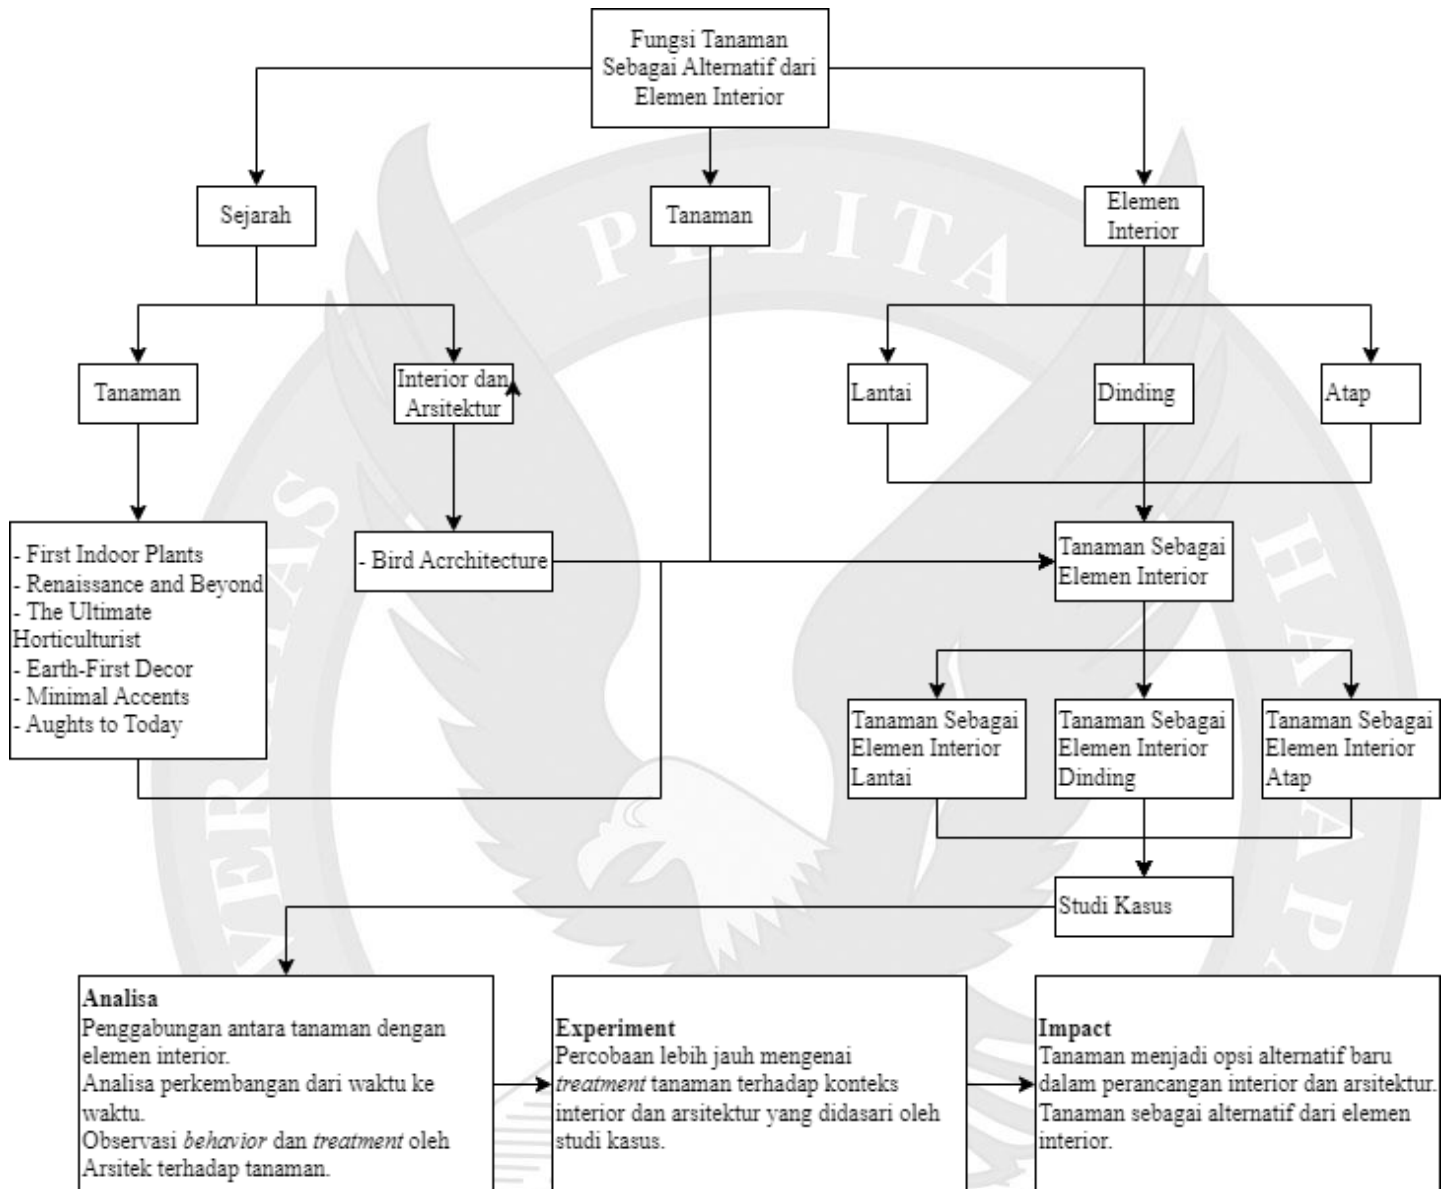 Fungsi Tanaman
Sebagai Alternatif dari
Elemen Interior
Sejarah
Tanaman
Elemen
Interior
Tanaman
Interior dan
Arsitektur
Lantai
Dinding
Atap
- First Indoor Plants
- Renaissance and Beyond
- The Ultimate
Horticulturist
- Earth-First Decor
- Minimal Accents
- Aughts to Today
- Bird Acrchitecture
Tanaman Sebagai
Elemen Interior
Tanaman Sebagai
Elemen Interior
Lantai
Tanaman Sebagai
Elemen Interior
Dinding
Tanaman Sebagai
Elemen Interior
Atap
Studi Kasus
Analisa
Penggabungan antara tanaman dengan
elemen interior.
Analisa perkembangan dari waktu ke
waktu.
Observasi behavior dan treatment oleh
Arsitek terhadap tanaman.
Experiment
Percobaan lebih jauh mengenai
treatment tanaman terhadap konteks
interior dan arsitektur yang didasari oleh
studi kasus.
Impact
Tanaman menjadi opsi alternatif baru
dalam perancangan interior dan arsitektur.
Tanaman sebagai alternatif dari elemen
interior.
PELITA